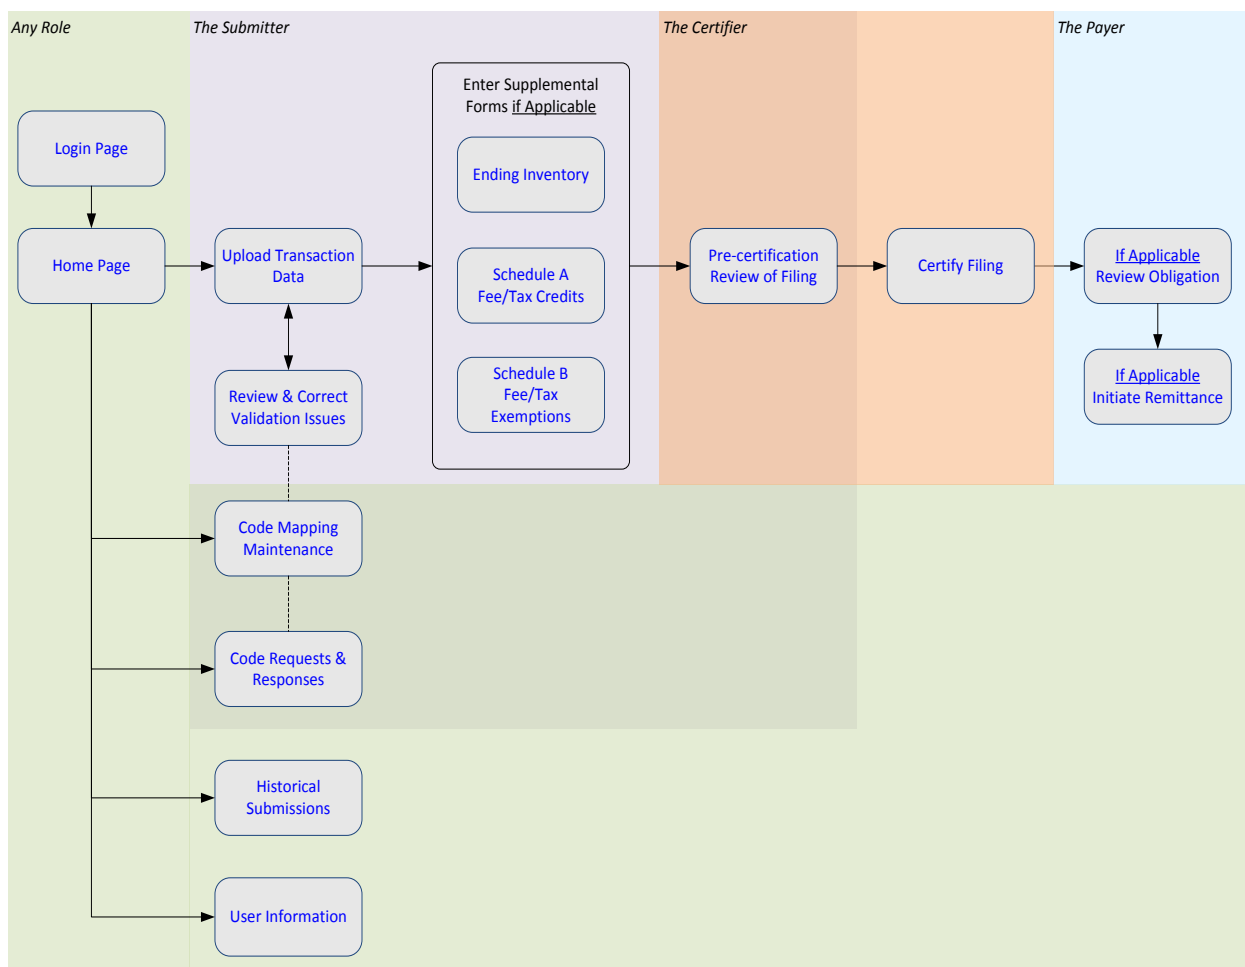 Any Role
The Submitter
The Certifier
The Payer
Login Page
Home Page
Upload Transaction
Data
Review & Correct
Validation Issues
Enter Supplemental
Forms if Applicable
Ending Inventory
Schedule A
Fee/Tax Credits
Schedule B
Fee/Tax
Exemptions
Pre-certification
Review of Filing
Certify Filing
If Applicable
Review Obligation
If Applicable
Initiate Remittance
Code Mapping
Maintenance
Code Requests &
Responses
Historical
Submissions
User Information